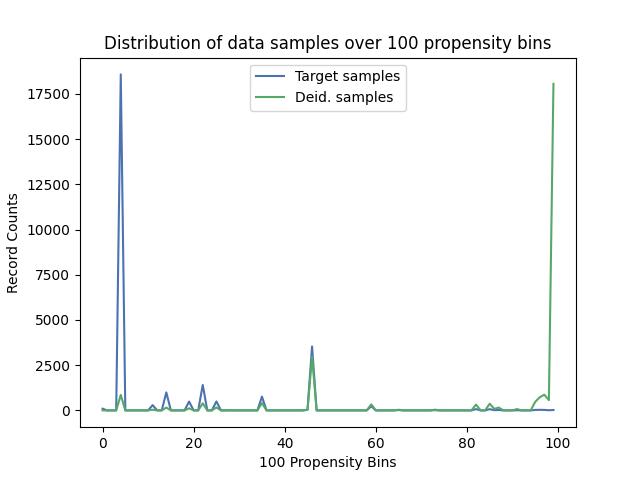 Distribution of data samples over 100 propensity bins
Target samples
Deid. samples
17500
15000
12500
10000
7500
5000
2500
0
Record Counts
0 20 40 60 80 100
100 Propensity Bins